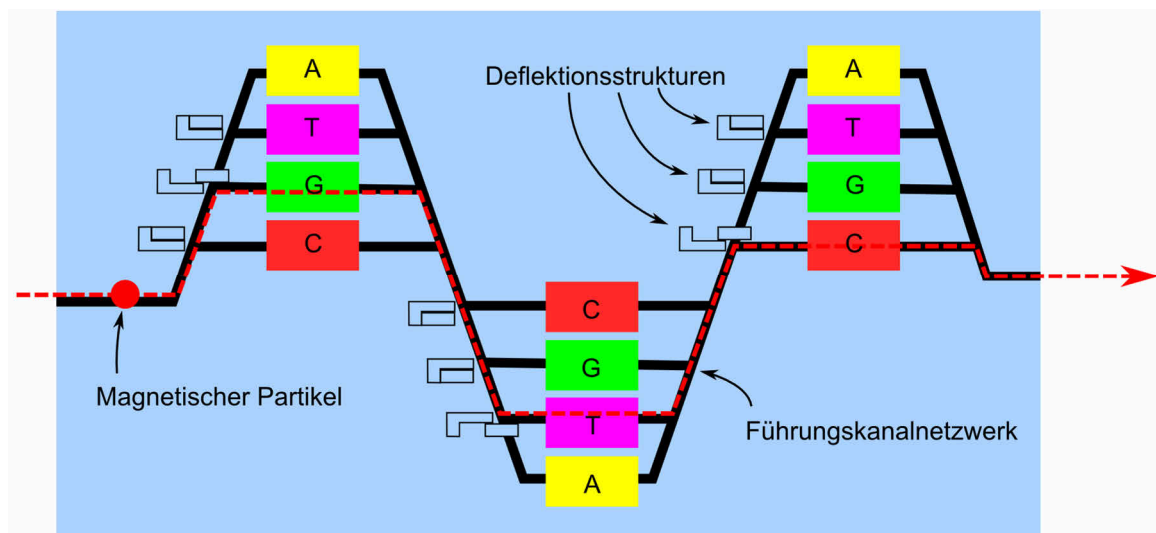 A
T
G
C
Magnetischer Partikel
C
G
T
A
Deflektionsstrukturen
A
T
G
C
Führungskanalnetzwerk